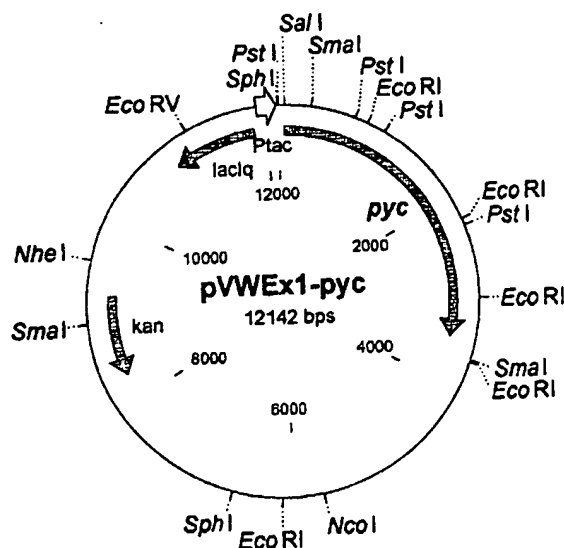 Sal I
Pst I
Sma I
Sph I
Pst I
Eco RI
Pst I
Eco RV
Ptac
lacIq
12000
pyc
Eco RI
Pst I
2000
Nhe I
10000
pVWEx1-pyc
12142 bps
Eco RI
Sma I
kan
8000
4000
Sma I
Eco RI
6000
Sph I
Eco RI
Nco I